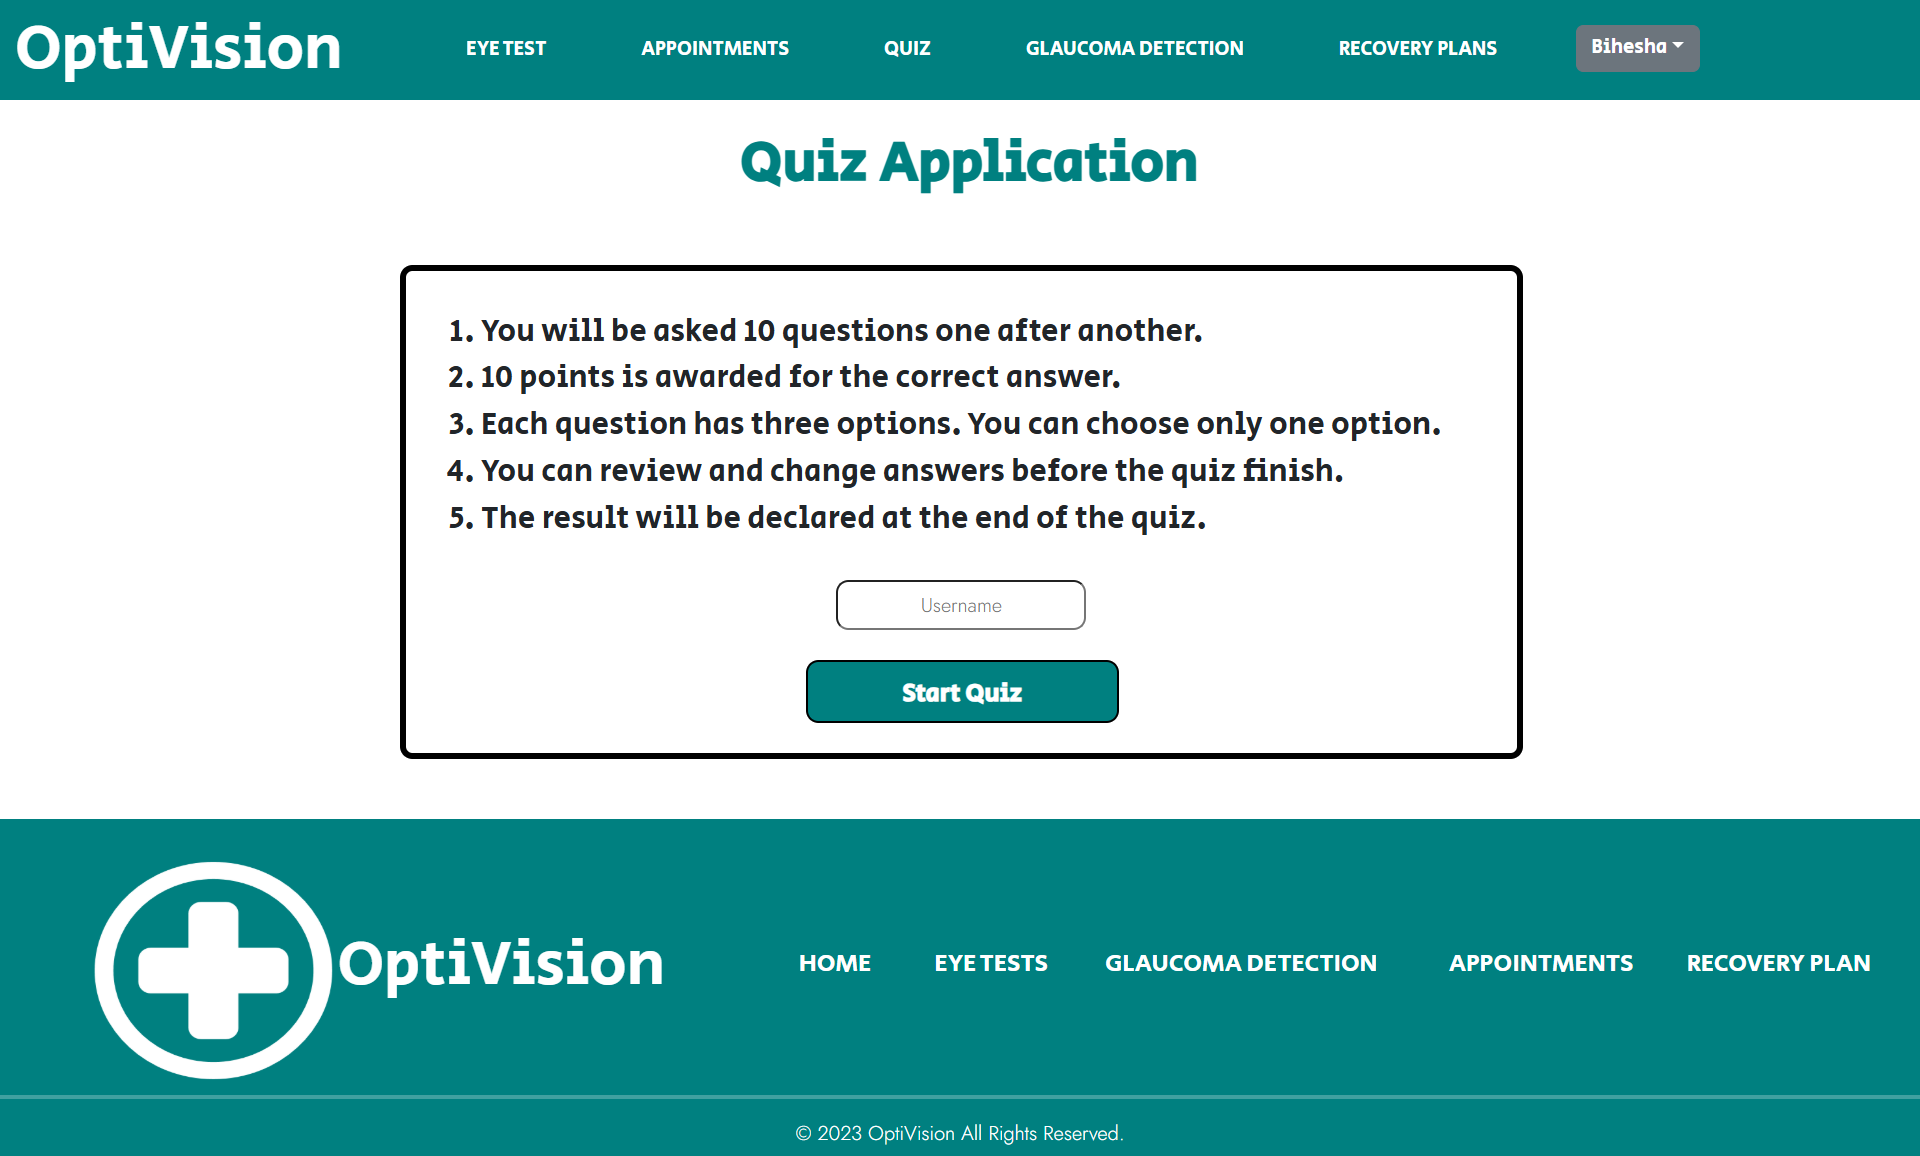 OptiVision
EYE TEST
APPOINTMENTS
QUIZ
GLAUCOMA DETECTION
RECOVERY PLANS
Bihesha
Quiz Application
1. You will be asked 10 questions one after another.
2. 10 points is awarded for the correct answer.
3. Each question has three options. You can choose only one option.
4. You can review and change answers before the quiz finish.
5. The result will be declared at the end of the quiz.
Username
Start Quiz
OptiVision
HOME
EYE TESTS
GLAUCOMA DETECTION
APPOINTMENTS
RECOVERY PLAN
© 2023 OptiVision All Rights Reserved.